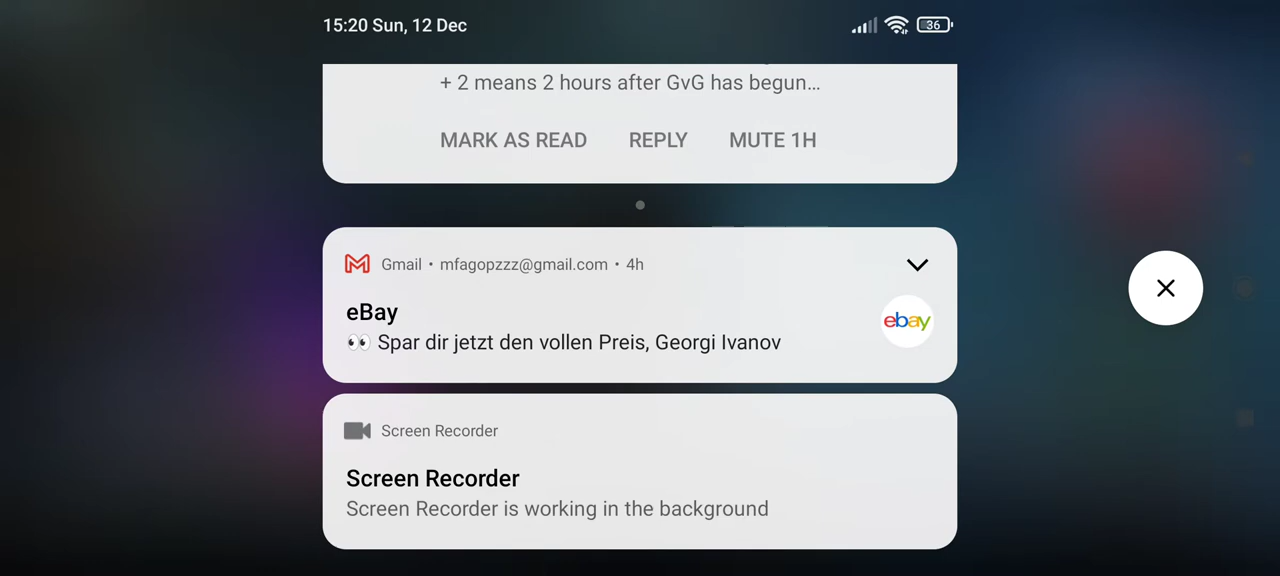 15:20 Sun, 12 Dec
36
+ 2 means 2 hours after GvG has begun…
MARK AS READ REPLY MUTE 1H
Gmail • mfagopzzz@gmail.com • 4h
eBay
ebay
👀 Spar dir jetzt den vollen Preis, Georgi Ivanov
Screen Recorder
Screen Recorder
Screen Recorder is working in the background